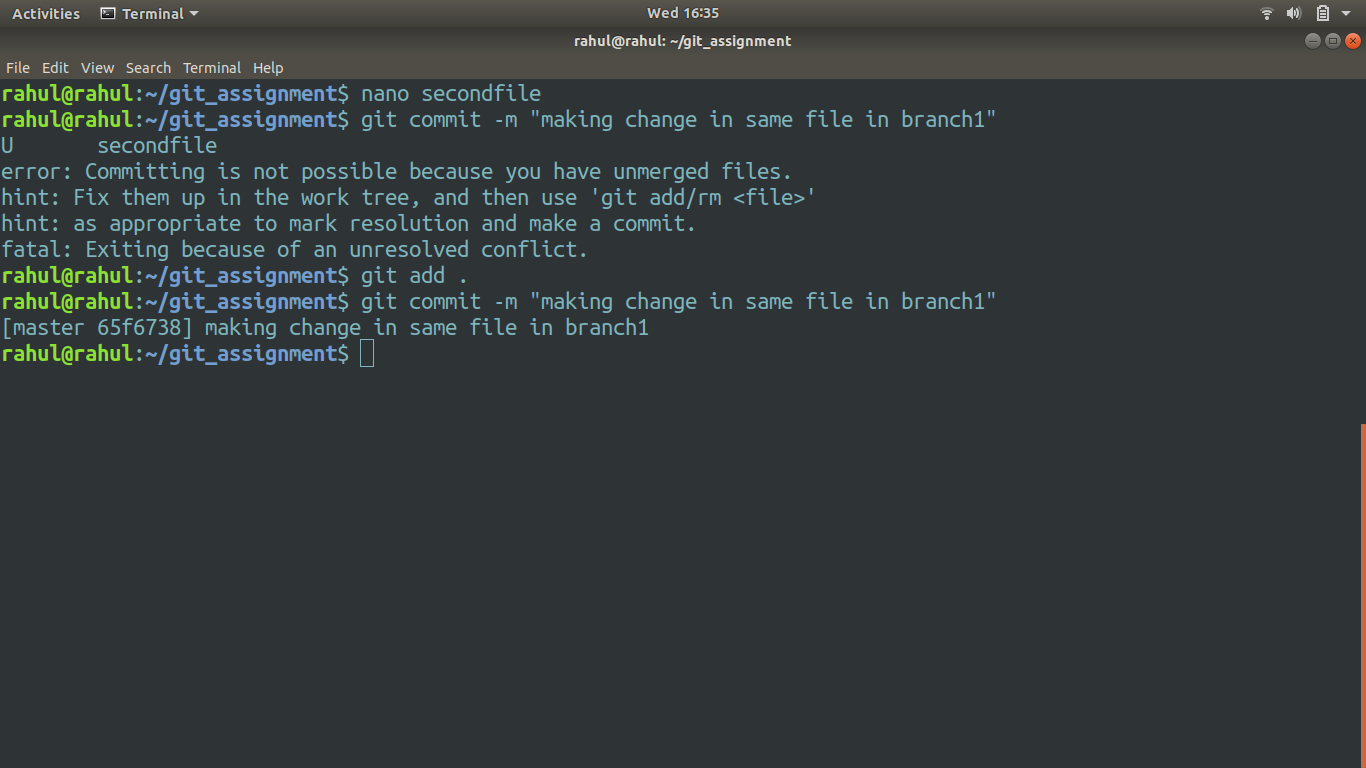 Activities Terminal Wed 16:35
rahul@rahul: ~/git_assignment
File Edit View Search Terminal Help
rahul@rahul:~/git_assignment$ nano secondfile
rahul@rahul:~/git_assignment$ git commit -m "making change in same file in branch1"
U       secondfile
error: Committing is not possible because you have unmerged files.
hint: Fix them up in the work tree, and then use 'git add/rm <file>'
hint: as appropriate to mark resolution and make a commit.
fatal: Exiting because of an unresolved conflict.
rahul@rahul:~/git_assignment$ git add .
rahul@rahul:~/git_assignment$ git commit -m "making change in same file in branch1"
[master 65f6738] making change in same file in branch1
rahul@rahul:~/git_assignment$